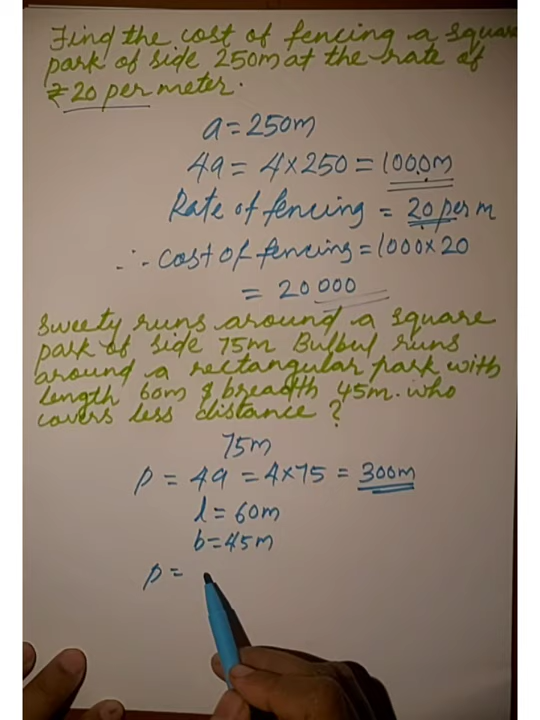 Find the cost of fencing a square
park of side 250m at the rate of
₹20 per meter.
a = 250m
4a = 4×250 = 1000m
Rate of fencing = 20 per m
∴ cost of fencing = 1000×20
= 20000
Sweety runs around a square
park of side 75m Bulbul runs
around a rectangular park with
length 60m & breadth 45m. who
covers less distance?
75m
p = 4a = 4×75 = 300m
l = 60m
b = 45m
p =